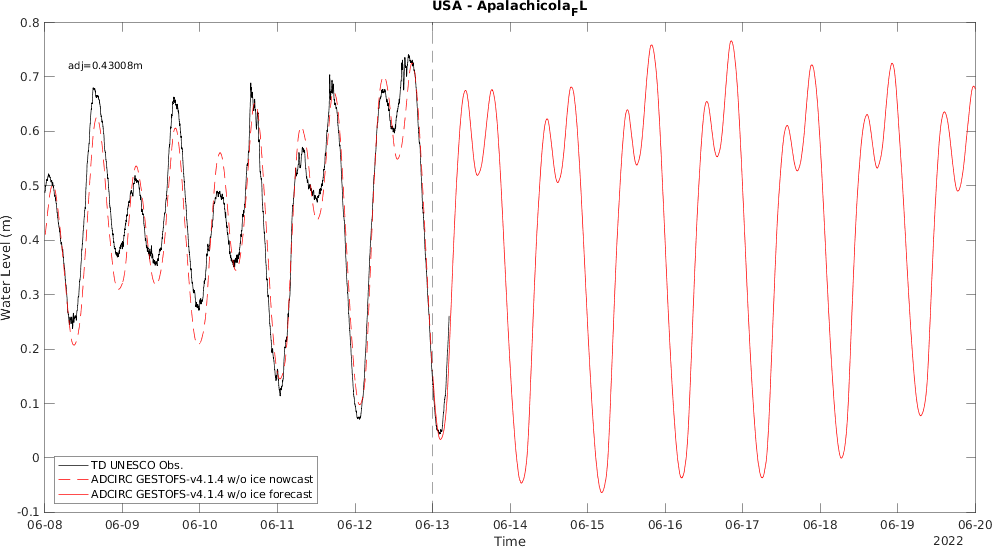 USA - Apalachicola_FL
adj=0.43008m
Water Level (m)
0.8
0.7
0.6
0.5
0.4
0.3
0.2
0.1
0
-0.1
TD UNESCO Obs.
ADCIRC GESTOFS-v4.1.4 w/o ice nowcast
ADCIRC GESTOFS-v4.1.4 w/o ice forecast
06-08 06-09 06-10 06-11 06-12 06-13 06-14 06-15 06-16 06-17 06-18 06-19 06-20
Time
2022